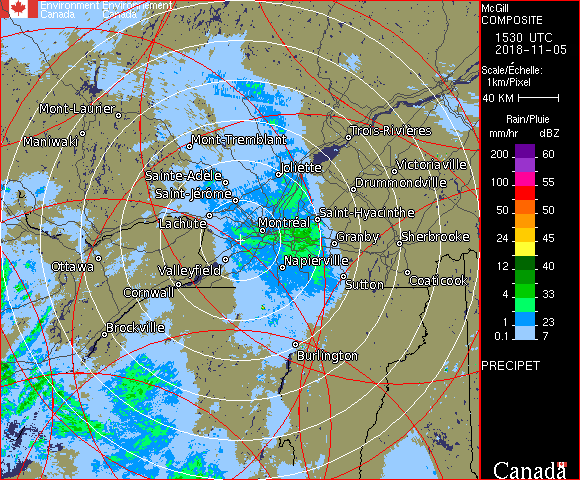 Environment Environnement
Canada Canada
McGill
COMPOSITE
1530 UTC
2018-11-05
Scale/Échelle:
1km/Pixel
40 KM
Rain/Pluie
mm/hr dBZ
200 60
100 55
50 50
24 45
12 40
4 33
1 23
0.1 7
PRECIPET
Canada
Mont-Laurier
Maniwaki
Mont-Tremblant
Trois-Rivières
Joliette
Victoriaville
Sainte-Adèle
Drummondville
Saint-Jérôme
Lachute
Saint-Hyacinthe
Montréal
Granby
Sherbrooke
Ottawa
Valleyfield
Napierville
Cornwall
Sutton
Coaticook
Brockville
Burlington